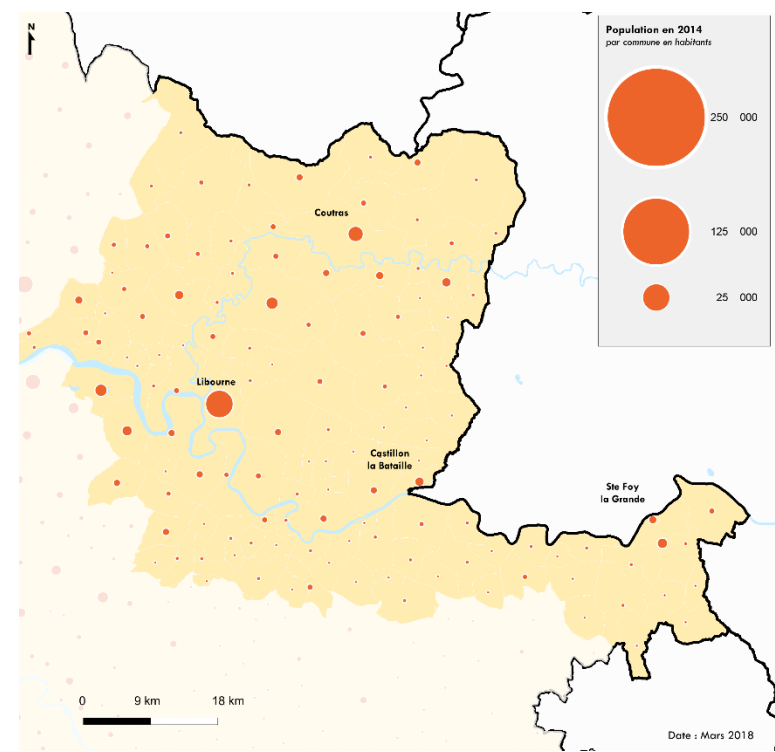 N
Population en 2014
par commune en habitants
250 000
125 000
25 000
Coutras
Libourne
Castillon
la Bataille
Ste Foy
la Grande
0 9 km 18 km
Date : Mars 2018